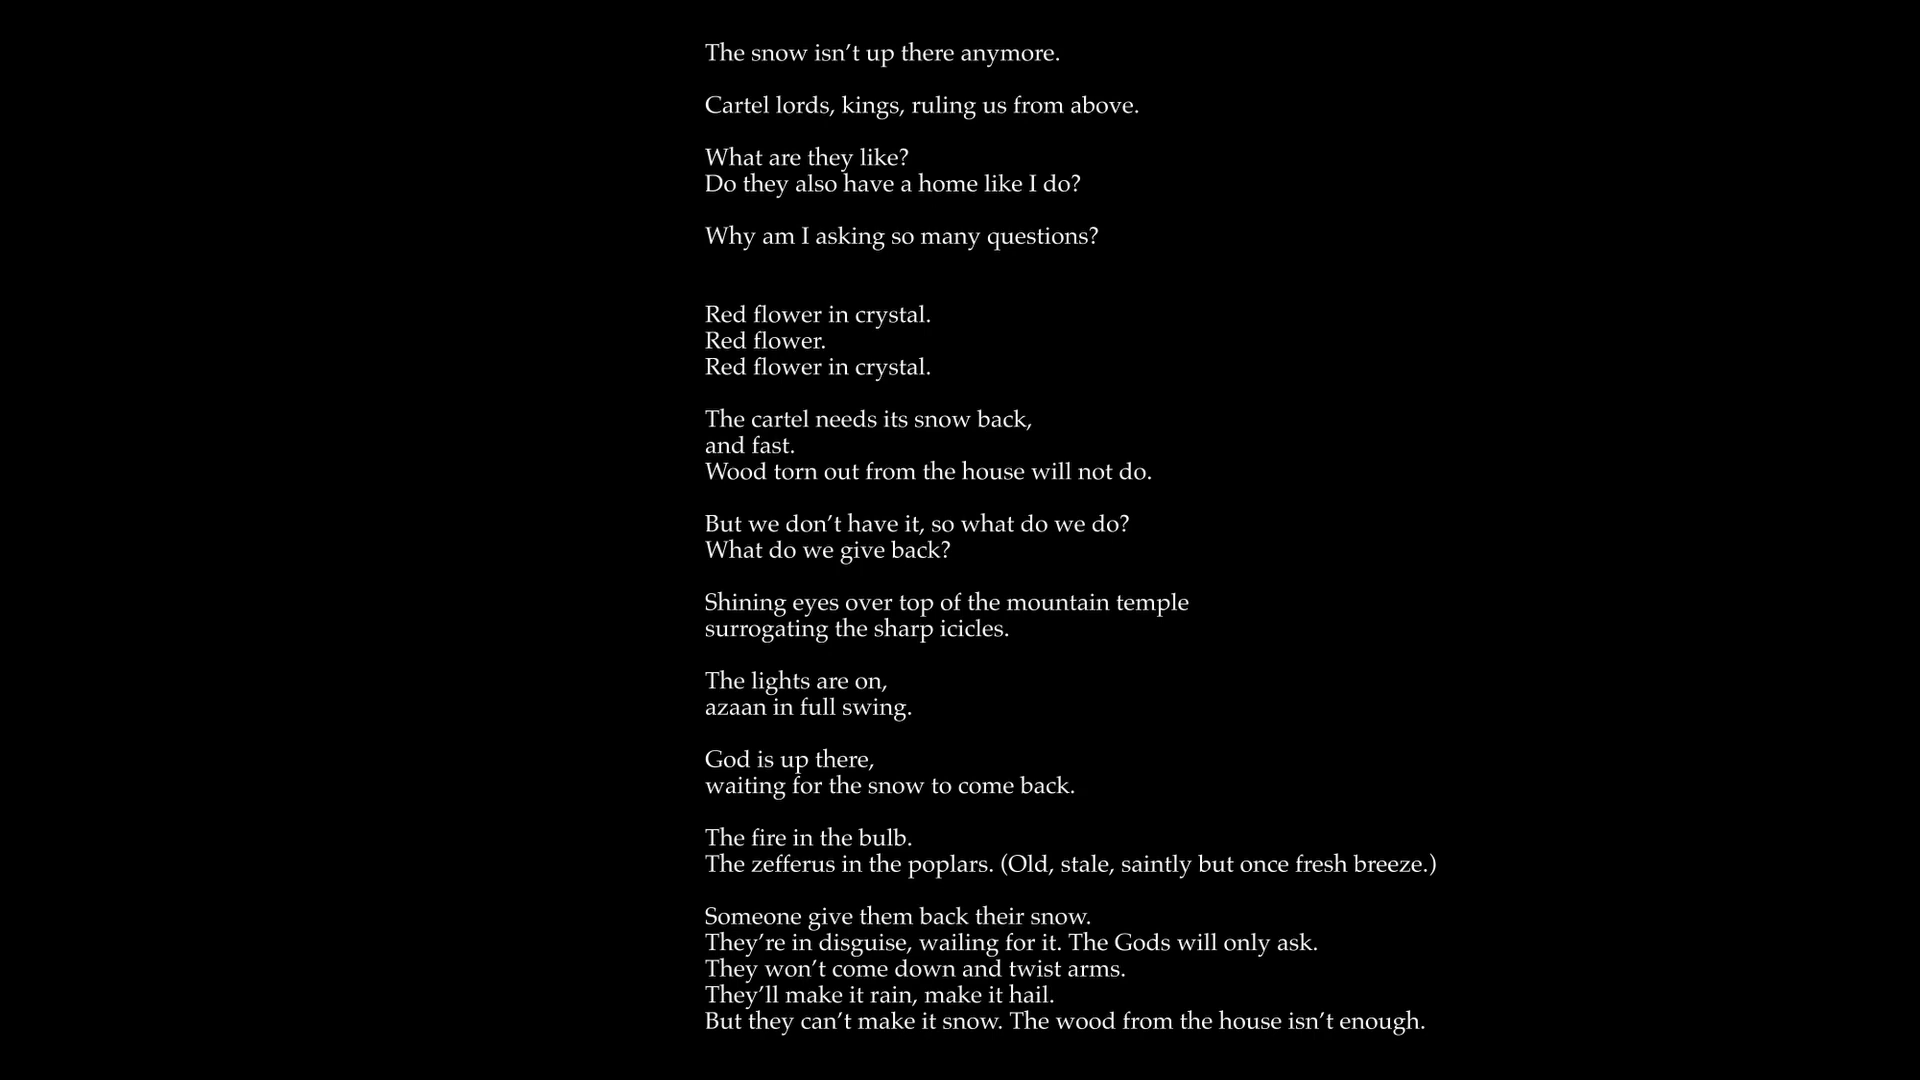 The snow isn’t up there anymore.
Cartel lords, kings, ruling us from above.
What are they like?
Do they also have a home like I do?
Why am I asking so many questions?
Red flower in crystal.
Red flower.
Red flower in crystal.
The cartel needs its snow back,
and fast.
Wood torn out from the house will not do.
But we don’t have it, so what do we do?
What do we give back?
Shining eyes over top of the mountain temple
surrogating the sharp icicles.
The lights are on,
azaan in full swing.
God is up there,
waiting for the snow to come back.
The fire in the bulb.
The zefferus in the poplars. (Old, stale, saintly but once fresh breeze.)
Someone give them back their snow.
They’re in disguise, wailing for it. The Gods will only ask.
They won’t come down and twist arms.
They’ll make it rain, make it hail.
But they can’t make it snow. The wood from the house isn’t enough.